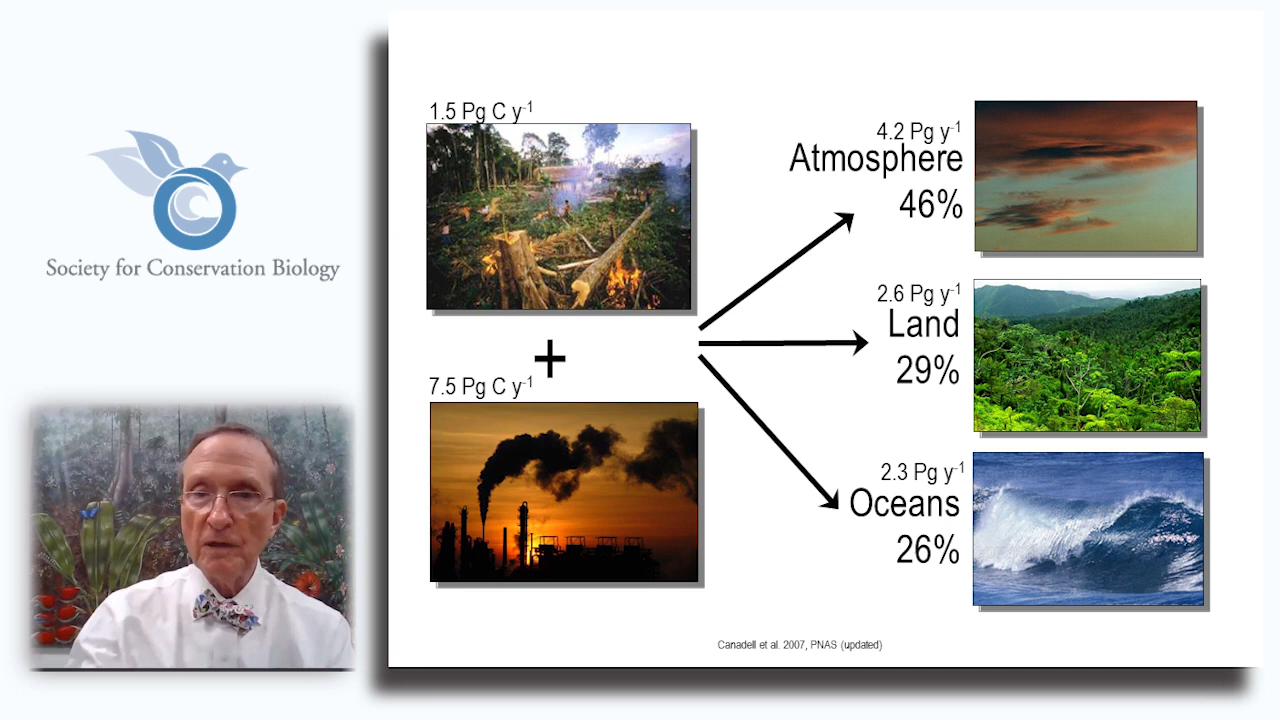 Society for Conservation Biology
1.5 Pg C y-1
+
7.5 Pg C y-1
4.2 Pg y-1
Atmosphere
46%
2.6 Pg y-1
Land
29%
2.3 Pg y-1
Oceans
26%
Canadell et al. 2007, PNAS (updated)